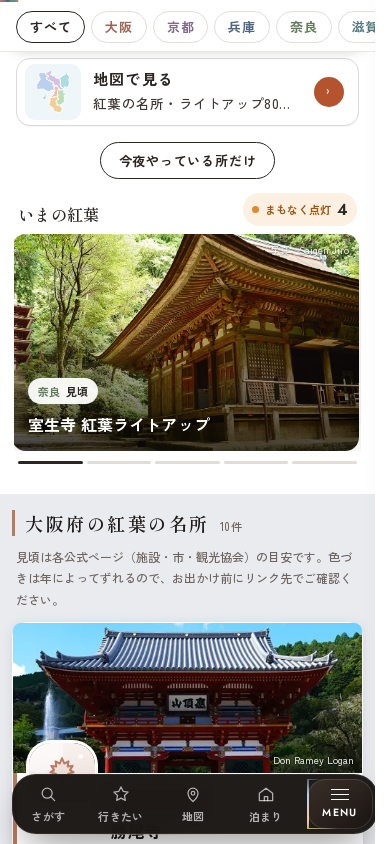 すべて 大阪 京都 兵庫 奈良 滋賀
地図で見る
紅葉の名所・ライトアップ80…
今夜やっている所だけ
いまの紅葉
まもなく点灯 4
奈良 見頃
室生寺 紅葉ライトアップ
大阪府の紅葉の名所 10件
見頃は各公式ページ（施設・市・観光協会）の目安です。色づ
きは年によってずれるので、お出かけ前にリンク先でご確認く
ださい。
Don Ramey Logan
さがす 行きたい 地図 泊まり MENU